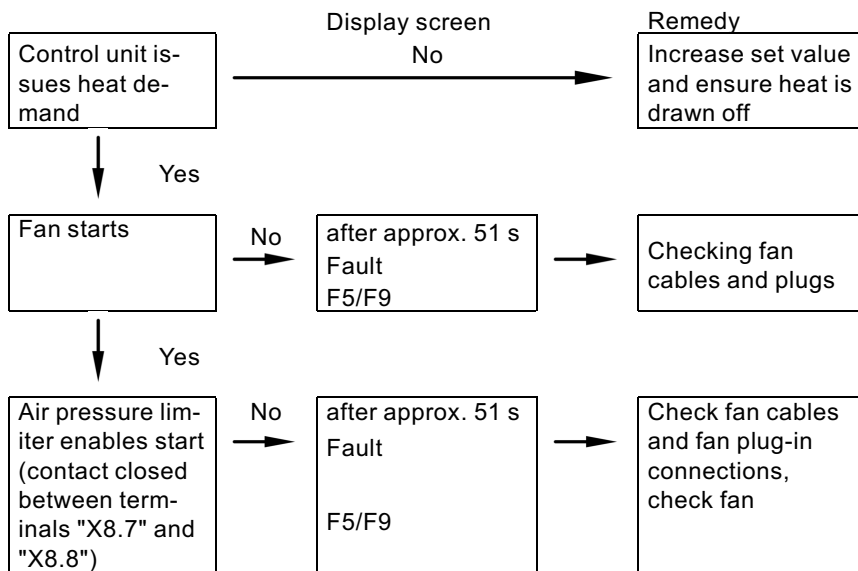 Display screen
Remedy
Control unit is-
sues heat de-
mand
No
Increase set value
and ensure heat is
drawn off
Yes
Fan starts
No
after approx. 51 s
Fault
F5/F9
Checking fan
cables and plugs
Yes
Air pressure lim-
iter enables start
(contact closed
between term-
inals "X8.7" and
"X8.8")
No
after approx. 51 s
Fault
F5/F9
Check fan cables
and fan plug-in
connections,
check fan